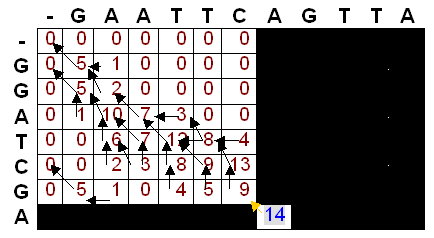 - G A A T T C A G T T A
- 0 0 0 0 0 0 0
G 0 5 1 0 0 0 0
G 0 5 2 0 0 0 0
A 0 1 10 7 3 0 0
T 0 0 6 7 12 8 4
C 0 0 2 3 8 9 13
G 0 5 1 0 4 5 9
A 14